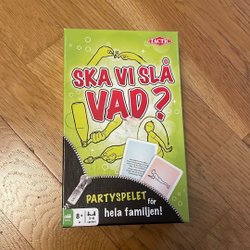 TACTIC
SKA VI SLÅ
VAD?
PARTYSPELET för
hela familjen!
8+